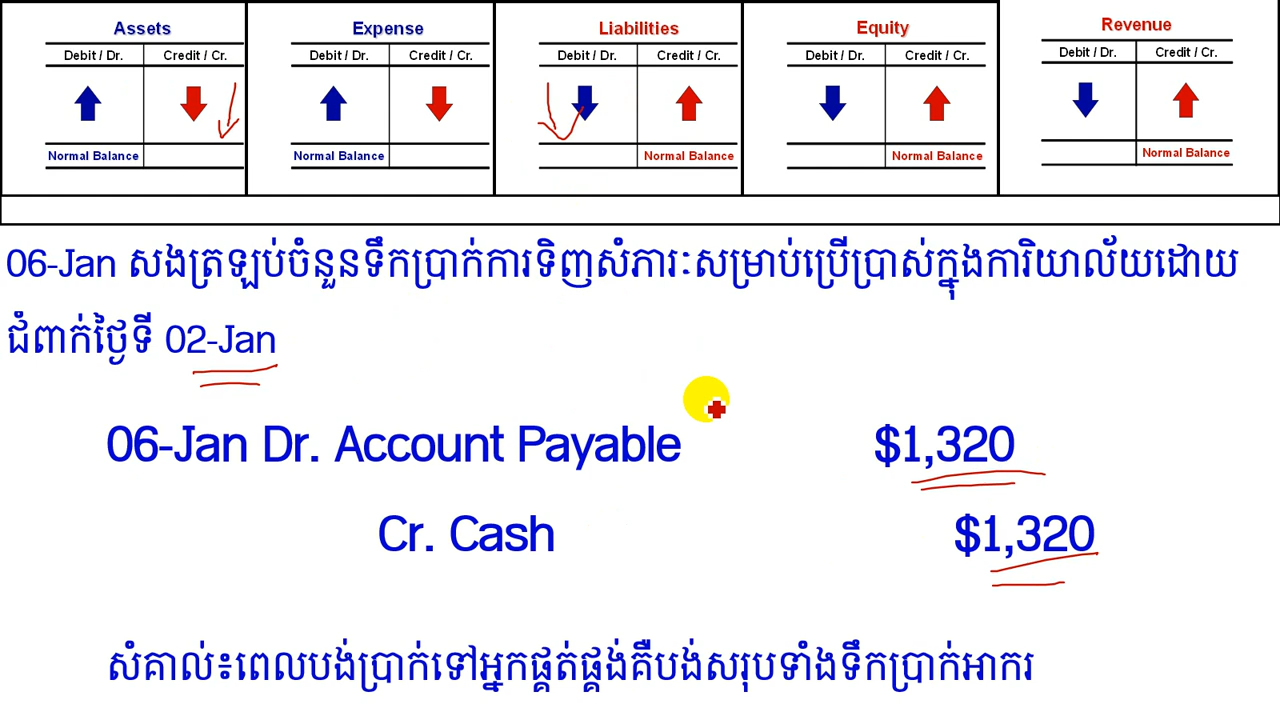 Assets Expense Liabilities Equity Revenue
Debit / Dr. Credit / Cr. Debit / Dr. Credit / Cr. Debit / Dr. Credit / Cr. Debit / Dr. Credit / Cr. Debit / Dr. Credit / Cr.
Normal Balance Normal Balance Normal Balance Normal Balance Normal Balance
06-Jan សងត្រឡប់ចំនួនទឹកប្រាក់ការទិញសំភារៈសម្រាប់ប្រើប្រាស់ក្នុងការិយាល័យដោយ
ជំពាក់ថ្ងៃទី 02-Jan
06-Jan Dr. Account Payable $1,320
Cr. Cash $1,320
សំគាល់៖ពេលបង់ប្រាក់ទៅអ្នកផ្គត់ផ្គង់គឺបង់សរុបទាំងទឹកប្រាក់អាករ